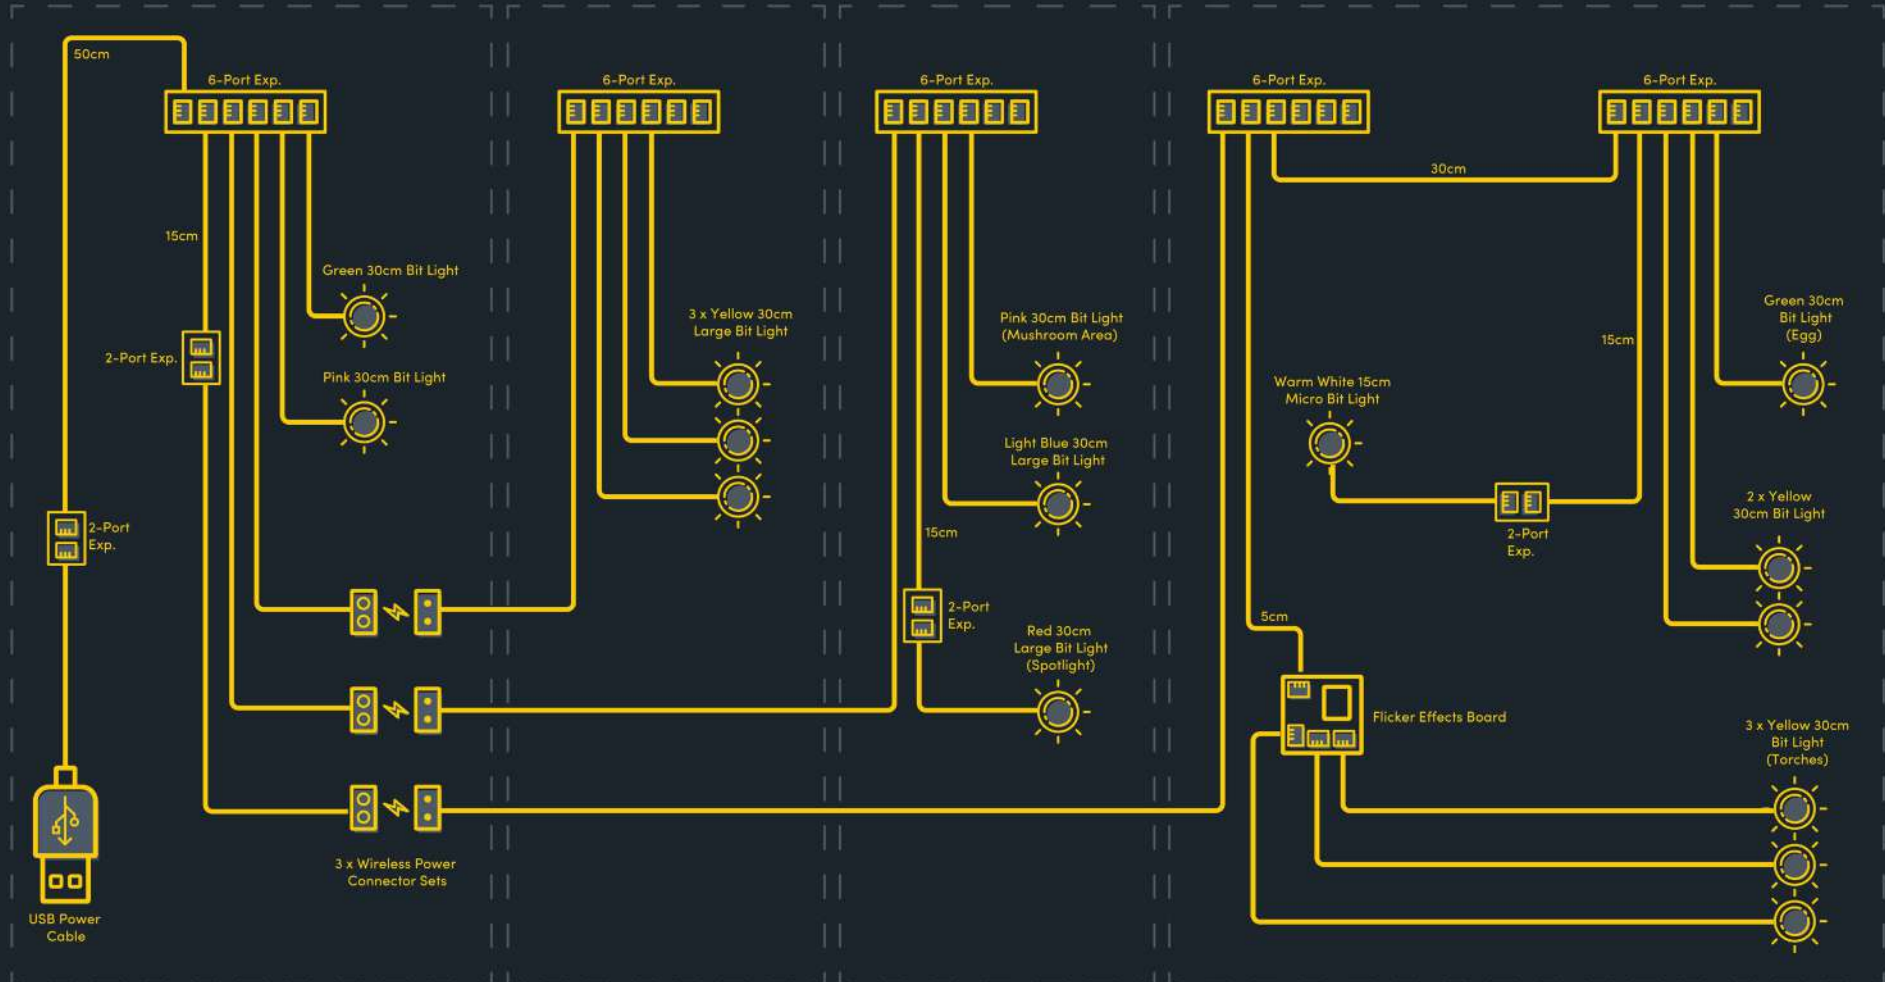 50cm
6-Port Exp.
6-Port Exp.
6-Port Exp.
6-Port Exp.
6-Port Exp.
30cm
15cm
Green 30cm Bit Light
2-Port Exp.
Pink 30cm Bit Light
2-Port
Exp.
3 x Yellow 30cm
Large Bit Light
Pink 30cm Bit Light
(Mushroom Area)
Light Blue 30cm
Large Bit Light
15cm
2-Port
Exp.
Red 30cm
Large Bit Light
(Spotlight)
Warm White 15cm
Micro Bit Light
15cm
2-Port
Exp.
Green 30cm
Bit Light
(Egg)
2 x Yellow
30cm Bit Light
5cm
Flicker Effects Board
3 x Yellow 30cm
Bit Light
(Torches)
3 x Wireless Power
Connector Sets
USB Power
Cable